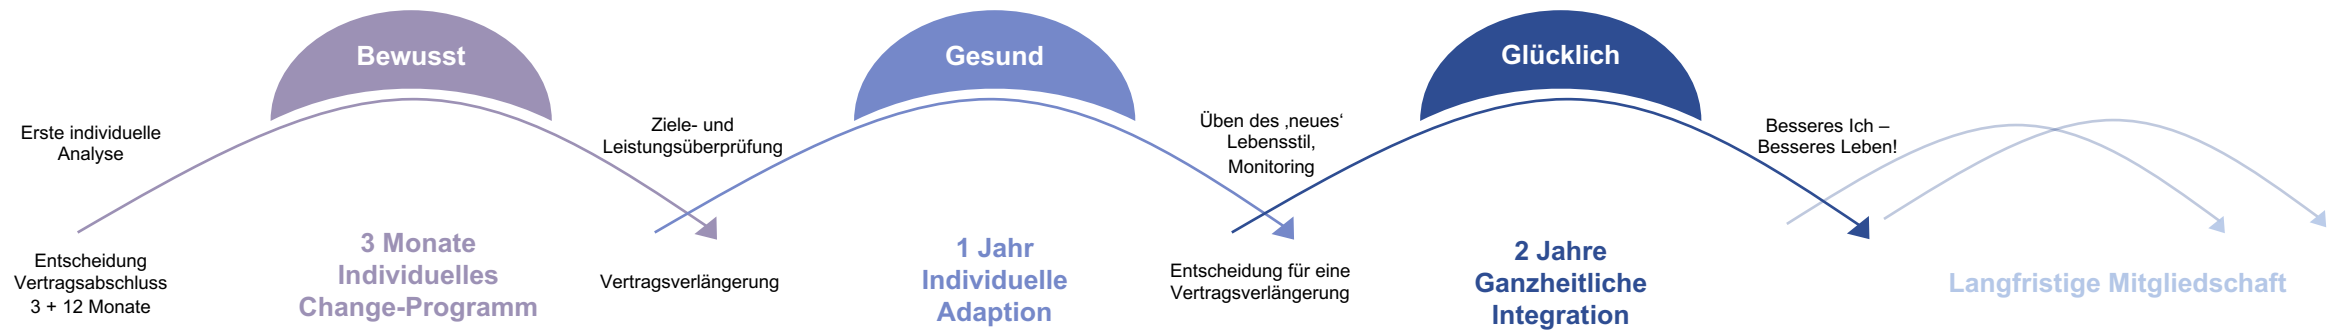 Bewusst
Gesund
Glücklich
Erste individuelle
Analyse
Ziele- und
Leistungsüberprüfung
Üben des ‚neues‘
Lebensstil,
Monitoring
Besseres Ich –
Besseres Leben!
Entscheidung
Vertragsabschluss
3 + 12 Monate
3 Monate
Individuelles
Change-Programm
Vertragsverlängerung
1 Jahr
Individuelle
Adaption
Entscheidung für eine
Vertragsverlängerung
2 Jahre
Ganzheitliche
Integration
Langfristige Mitgliedschaft